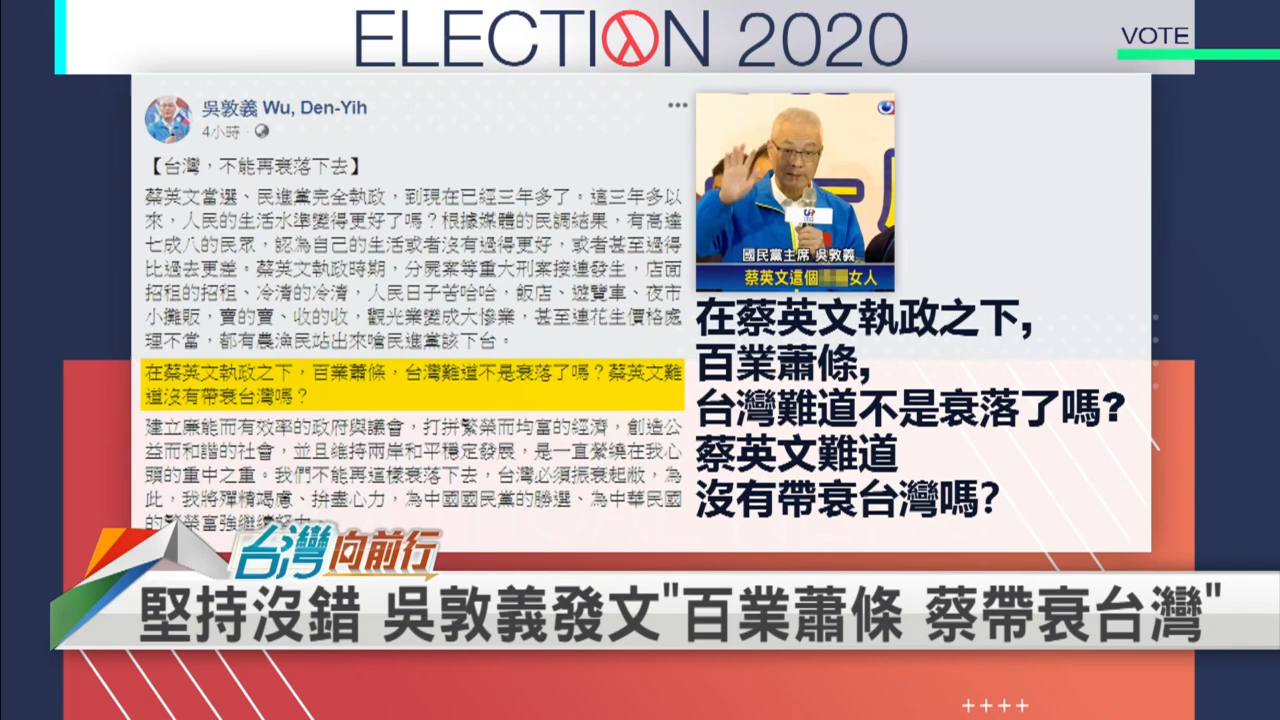 ELECTION 2020
VOTE
吳敦義 Wu, Den-Yih
4小時
【台灣，不能再衰落下去】
蔡英文當選、民進黨完全執政，到現在已經三年多了。這三年多以
來，人民的生活水準變得更好了嗎？根據媒體的民調結果，有高達
七成八的民眾，認為自己的生活或者沒有過得更好，或者甚至過得
比過去更差。蔡英文執政時期，分屍案等重大刑案接連發生，店面
招租的招租、冷清的冷清，人民日子苦哈哈，飯店、遊覽車、夜市
小攤販，賣的賣、收的收，觀光業變成大慘業，甚至連花生價格處
理不當，都有農漁民站出來嗆民進黨該下台。
在蔡英文執政之下，百業蕭條，台灣難道不是衰落了嗎？蔡英文難
道沒有帶衰台灣嗎？
建立廉能而有效率的政府與議會，打拼繁榮而均富的經濟，創造公
益而和諧的社會，並且維持兩岸和平穩定發展，是一直縈繞在我心
頭的重中之重。我們不能再這樣衰落下去，台灣必須振衰起敝，為
此，我將殫精竭慮、拚盡心力，為中國國民黨的勝選、為中華民國
的繁榮富強繼續努力。
國民黨主席 吳敦義
蔡英文這個 女人
在蔡英文執政之下,
百業蕭條,
台灣難道不是衰落了嗎?
蔡英文難道
沒有帶衰台灣嗎?
台灣向前行
堅持沒錯 吳敦義發文"百業蕭條 蔡帶衰台灣"